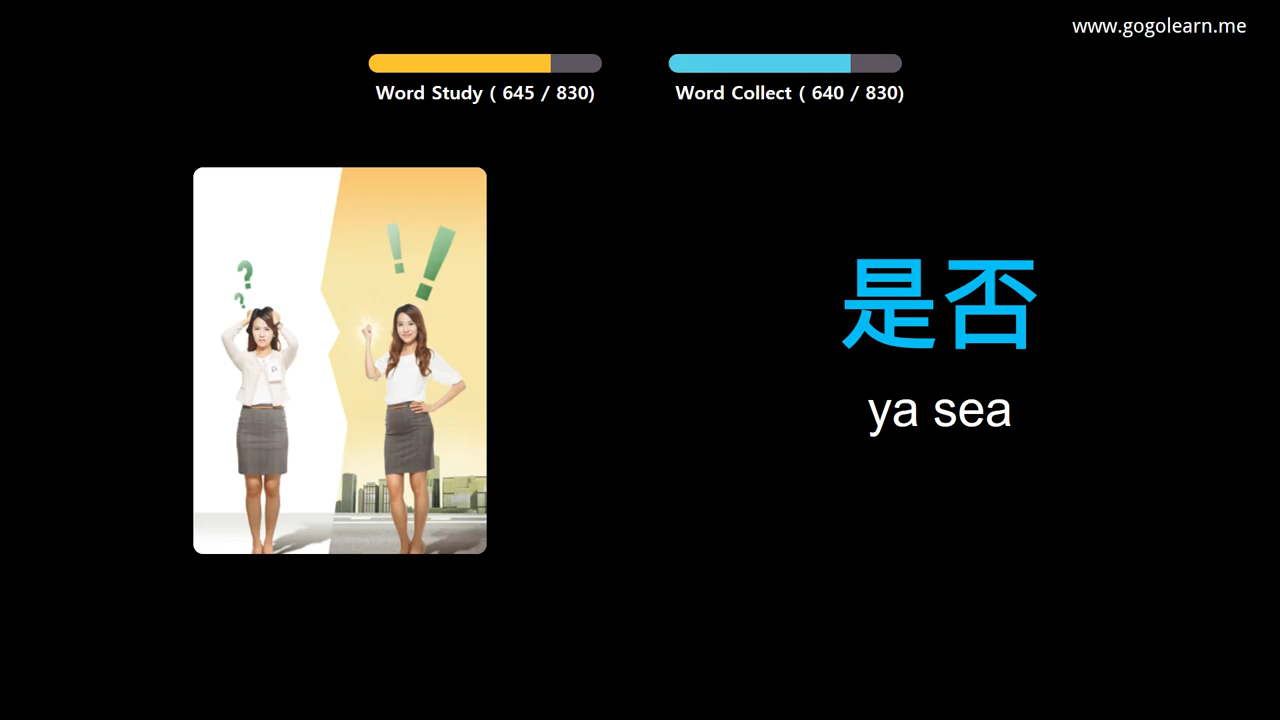 www.gogolearn.me
Word Study ( 645 / 830)
Word Collect ( 640 / 830)
? ?
! !
是否
ya sea